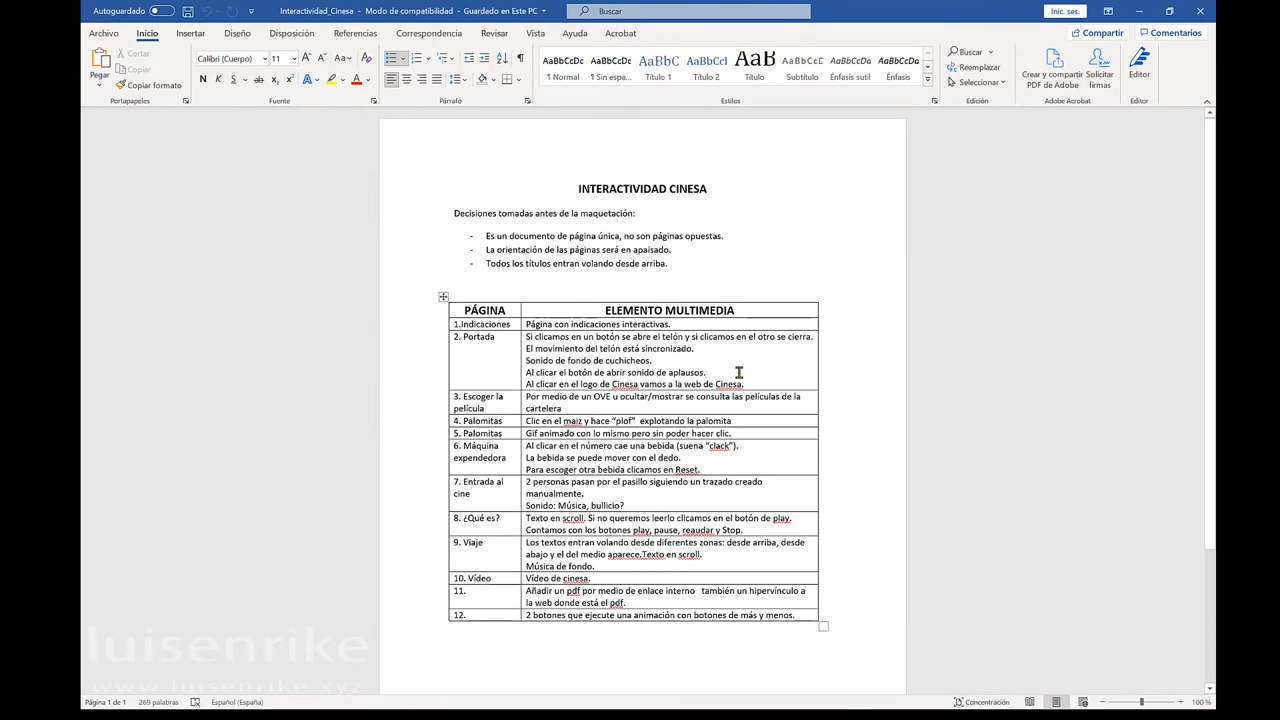 Autoguardado
Interactividad_Cinesa - Modo de compatibilidad - Guardado en Este PC
Buscar
Inic. ses.
Archivo Inicio Insertar Diseño Disposición Referencias Correspondencia Revisar Vista Ayuda Acrobat
Compartir Comentarios
Pegar
Cortar
Copiar
Copiar formato
Portapapeles
Calibri (Cuerpo) 11
N K S ab x₂ x²
Fuente
Párrafo
AaBbCcDc AaBbCcDc AaBbC AaBbCcI AaB AaBbCcD AaBbCcDa AaBbCcDa
¶ Normal ¶ Sin espa... Título 1 Título 2 Título Subtítulo Énfasis sutil Énfasis
Estilos
Buscar
Reemplazar
Seleccionar
Edición
Crear y compartir PDF de Adobe
Solicitar firmas
Adobe Acrobat
Editor
Editor
INTERACTIVIDAD CINESA
Decisiones tomadas antes de la maquetación:
- Es un documento de página única, no son páginas opuestas.
- La orientación de las páginas será en apaisado.
- Todos los títulos entran volando desde arriba.
PÁGINA ELEMENTO MULTIMEDIA
1.Indicaciones Página con indicaciones interactivas.
2. Portada Si clicamos en un botón se abre el telón y si clicamos en el otro se cierra.
El movimiento del telón está sincronizado.
Sonido de fondo de cuchicheos.
Al clicar el botón de abrir sonido de aplausos.
Al clicar en el logo de Cinesa vamos a la web de Cinesa.
3. Escoger la Por medio de un OVE u ocultar/mostrar se consulta las películas de la
película cartelera
4. Palomitas Clic en el maiz y hace “plof” explotando la palomita
5. Palomitas Gif animado con lo mismo pero sin poder hacer clic.
6. Máquina Al clicar en el número cae una bebida (suena “clack”).
expendedora La bebida se puede mover con el dedo.
Para escoger otra bebida clicamos en Reset.
7. Entrada al 2 personas pasan por el pasillo siguiendo un trazado creado
cine manualmente.
Sonido: Música, bullicio?
8. ¿Qué es? Texto en scroll. Si no queremos leerlo clicamos en el botón de play.
Contamos con los botones play, pause, reaudar y Stop.
9. Viaje Los textos entran volando desde diferentes zonas: desde arriba, desde
abajo y el del medio aparece.Texto en scroll.
Música de fondo.
10. Vídeo Vídeo de cinesa.
11. Añadir un pdf por medio de enlace interno también un hipervínculo a
la web donde está el pdf.
12. 2 botones que ejecute una animación con botones de más y menos.
luisenrike
www.luisenrike.xyz
Página 1 de 1 269 palabras Español (España)
Concentración 100 %